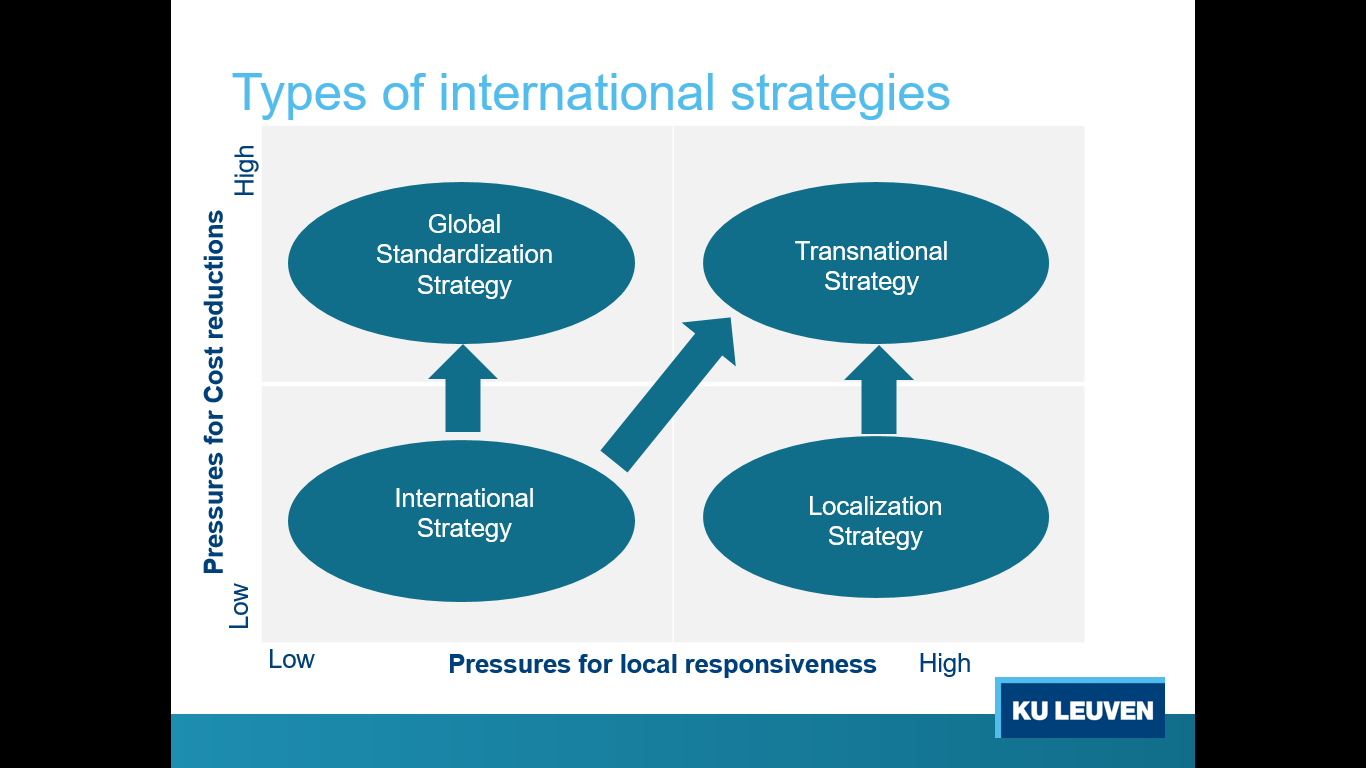 Types of international strategies
High
Global
Standardization
Strategy
Transnational
Strategy
Pressures for Cost reductions
International
Strategy
Localization
Strategy
Low
Low
Pressures for local responsiveness
High
KU LEUVEN